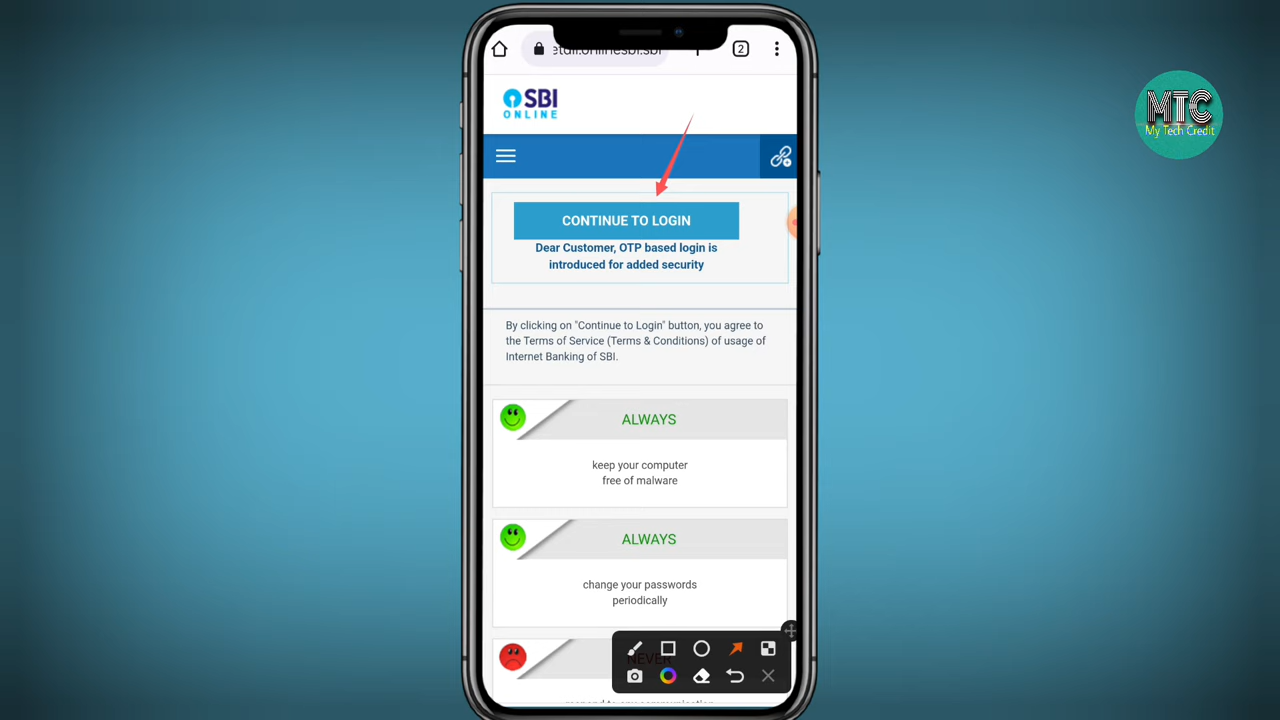 2
SBI
ONLINE
MTC
My Tech Credit
CONTINUE TO LOGIN
Dear Customer, OTP based login is
introduced for added security
By clicking on "Continue to Login" button, you agree to
the Terms of Service (Terms & Conditions) of usage of
Internet Banking of SBI.
ALWAYS
keep your computer
free of malware
ALWAYS
change your passwords
periodically
NEVER